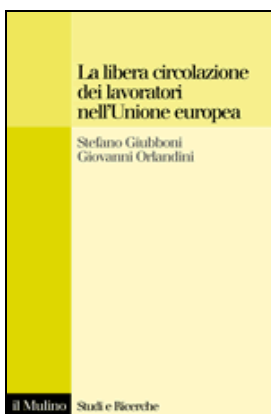 La libera circolazione
dei lavoratori
nell'Unione europea
Stefano Giubboni
Giovanni Orlandini
il Mulino Studi e Ricerche